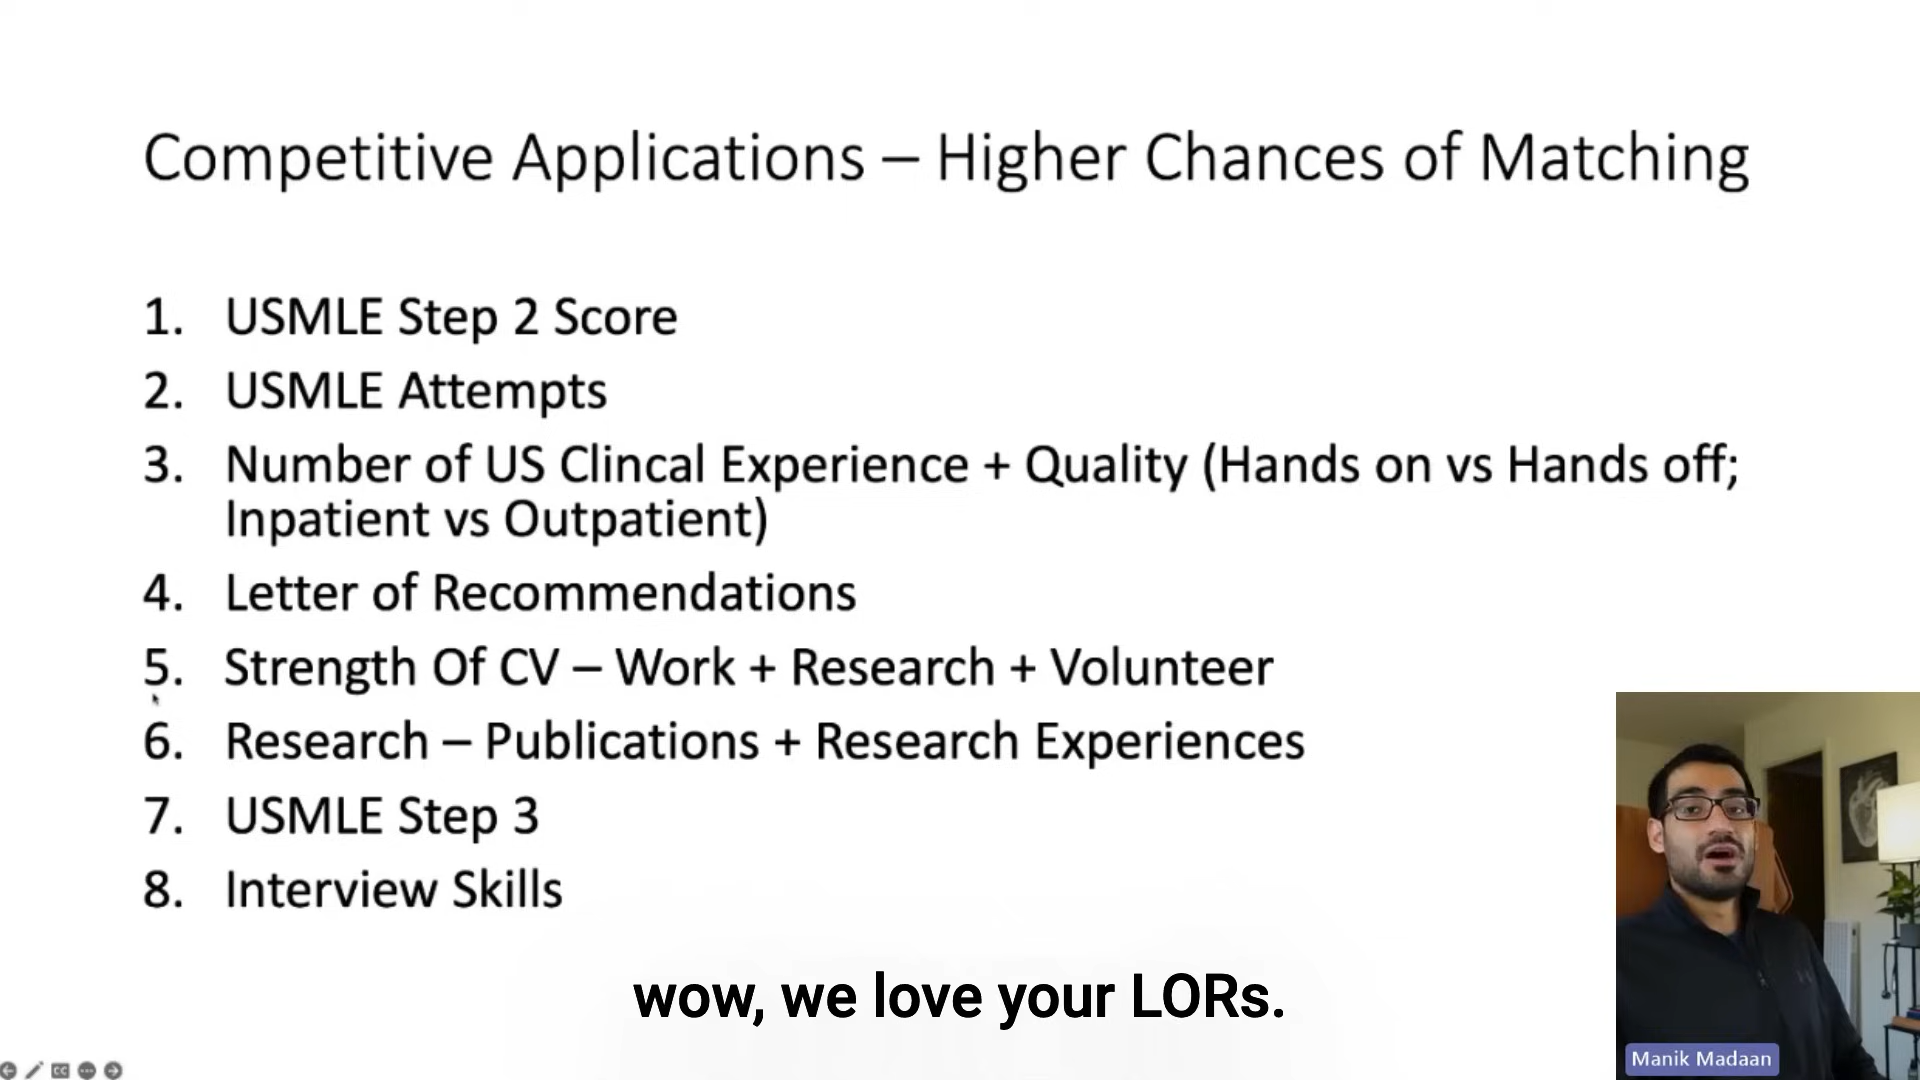 Competitive Applications – Higher Chances of Matching
1. USMLE Step 2 Score
2. USMLE Attempts
3. Number of US Clincal Experience + Quality (Hands on vs Hands off;
Inpatient vs Outpatient)
4. Letter of Recommendations
5. Strength Of CV – Work + Research + Volunteer
6. Research – Publications + Research Experiences
7. USMLE Step 3
8. Interview Skills
wow, we love your LORs.
Manik Madaan
CC